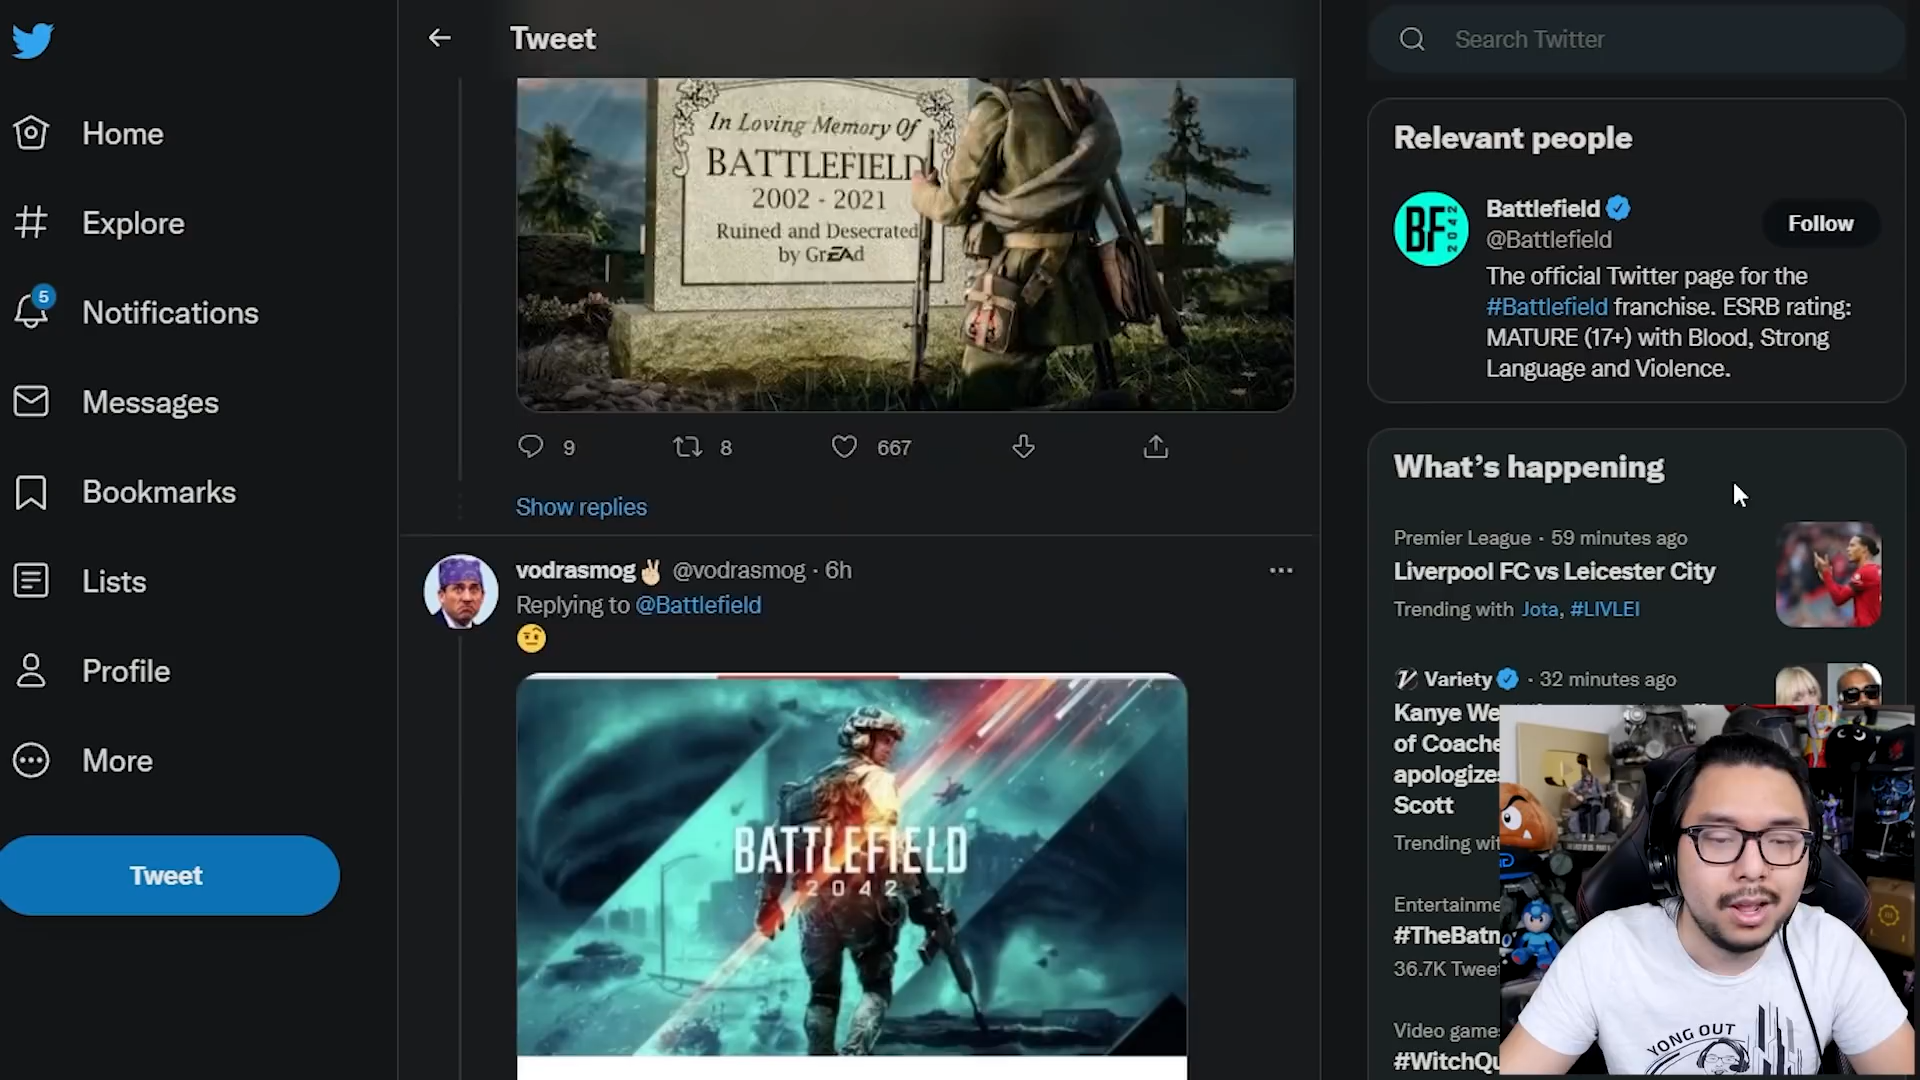 Home
Explore
5
Notifications
Messages
Bookmarks
Lists
Profile
More
Tweet
Tweet
In Loving Memory Of
BATTLEFIELD
2002 - 2021
Ruined and Desecrated
by GrEAd
9
8
667
Show replies
vodrasmog @vodrasmog · 6h
Replying to @Battlefield
BATTLEFIELD
2042
Search Twitter
Relevant people
BF 2042
Battlefield
@Battlefield
Follow
The official Twitter page for the
#Battlefield franchise. ESRB rating:
MATURE (17+) with Blood, Strong
Language and Violence.
What's happening
Premier League · 59 minutes ago
Liverpool FC vs Leicester City
Trending with Jota, #LIVLEI
Variety · 32 minutes ago
Kanye We
of Coache
apologize
Scott
Trending wit
Entertainme
#TheBatm
36.7K Twee
Video game
#WitchQu
YONG OUT